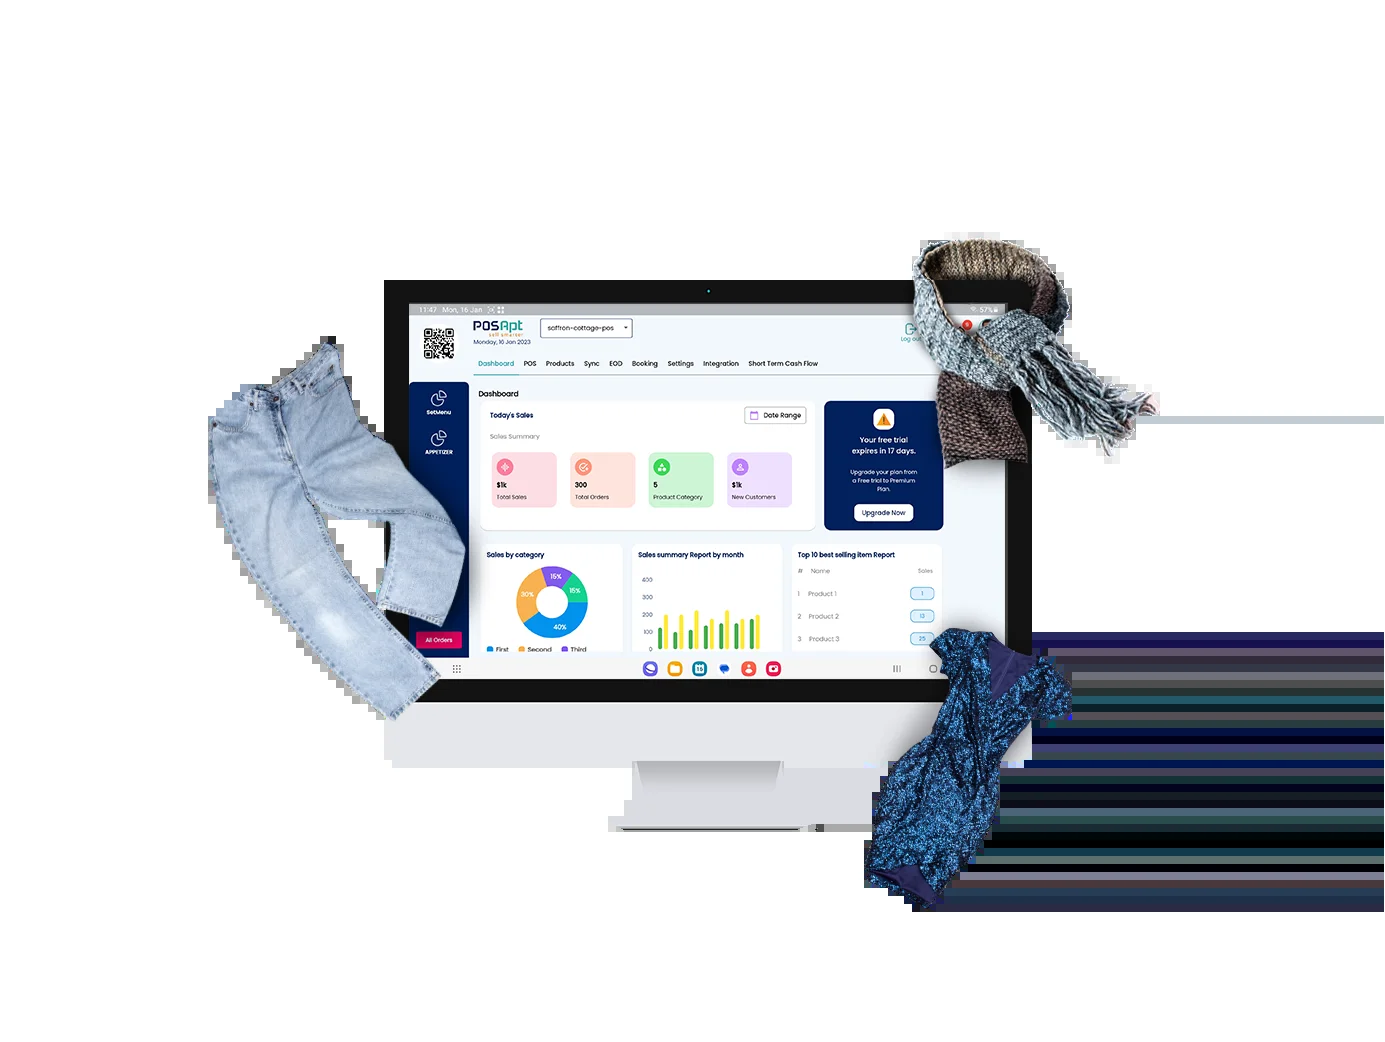 11:47 Mon, 16 Jan
57%
POSApt
sell smarter
Monday, 16 Jan 2023
saffron-cottage-pos
Log out
Dashboard POS Products Sync EOD Booking Settings Integration Short Term Cash Flow
SetMenu
APPETIZER
All Orders
Dashboard
Today's Sales
Date Range
Sales Summary
$1k
Total Sales
300
Total Orders
5
Product Category
$1k
New Customers
Your free trial
expires in 17 days.
Upgrade your plan from
a Free trial to Premium
Plan.
Upgrade Now
Sales by category
15%
15%
30%
40%
First Second Third
Sales summary Report by month
400
300
200
100
0
Top 10 best selling item Report
# Name Sales
1 Product 1 1
2 Product 2 13
3 Product 3 25